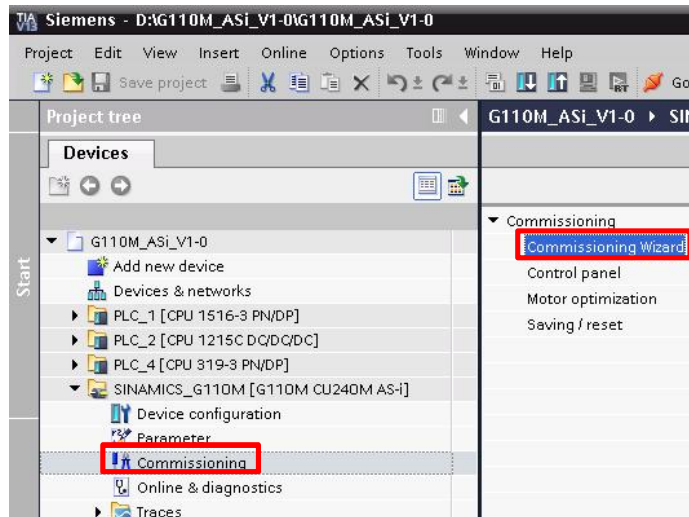 Siemens - D:\G110M_ASi_V1-0\G110M_ASi_V1-0
Project Edit View Insert Online Options Tools Window Help
Save project Go
Project tree
G110M_ASi_V1-0 ▸ SI
Devices
Start
G110M_ASi_V1-0
Add new device
Devices & networks
PLC_1 [CPU 1516-3 PN/DP]
PLC_2 [CPU 1215C DC/DC/DC]
PLC_4 [CPU 319-3 PN/DP]
SINAMICS_G110M [G110M CU240M AS-i]
Device configuration
Parameter
Commissioning
Online & diagnostics
Traces
Commissioning
Commissioning Wizard
Control panel
Motor optimization
Saving / reset